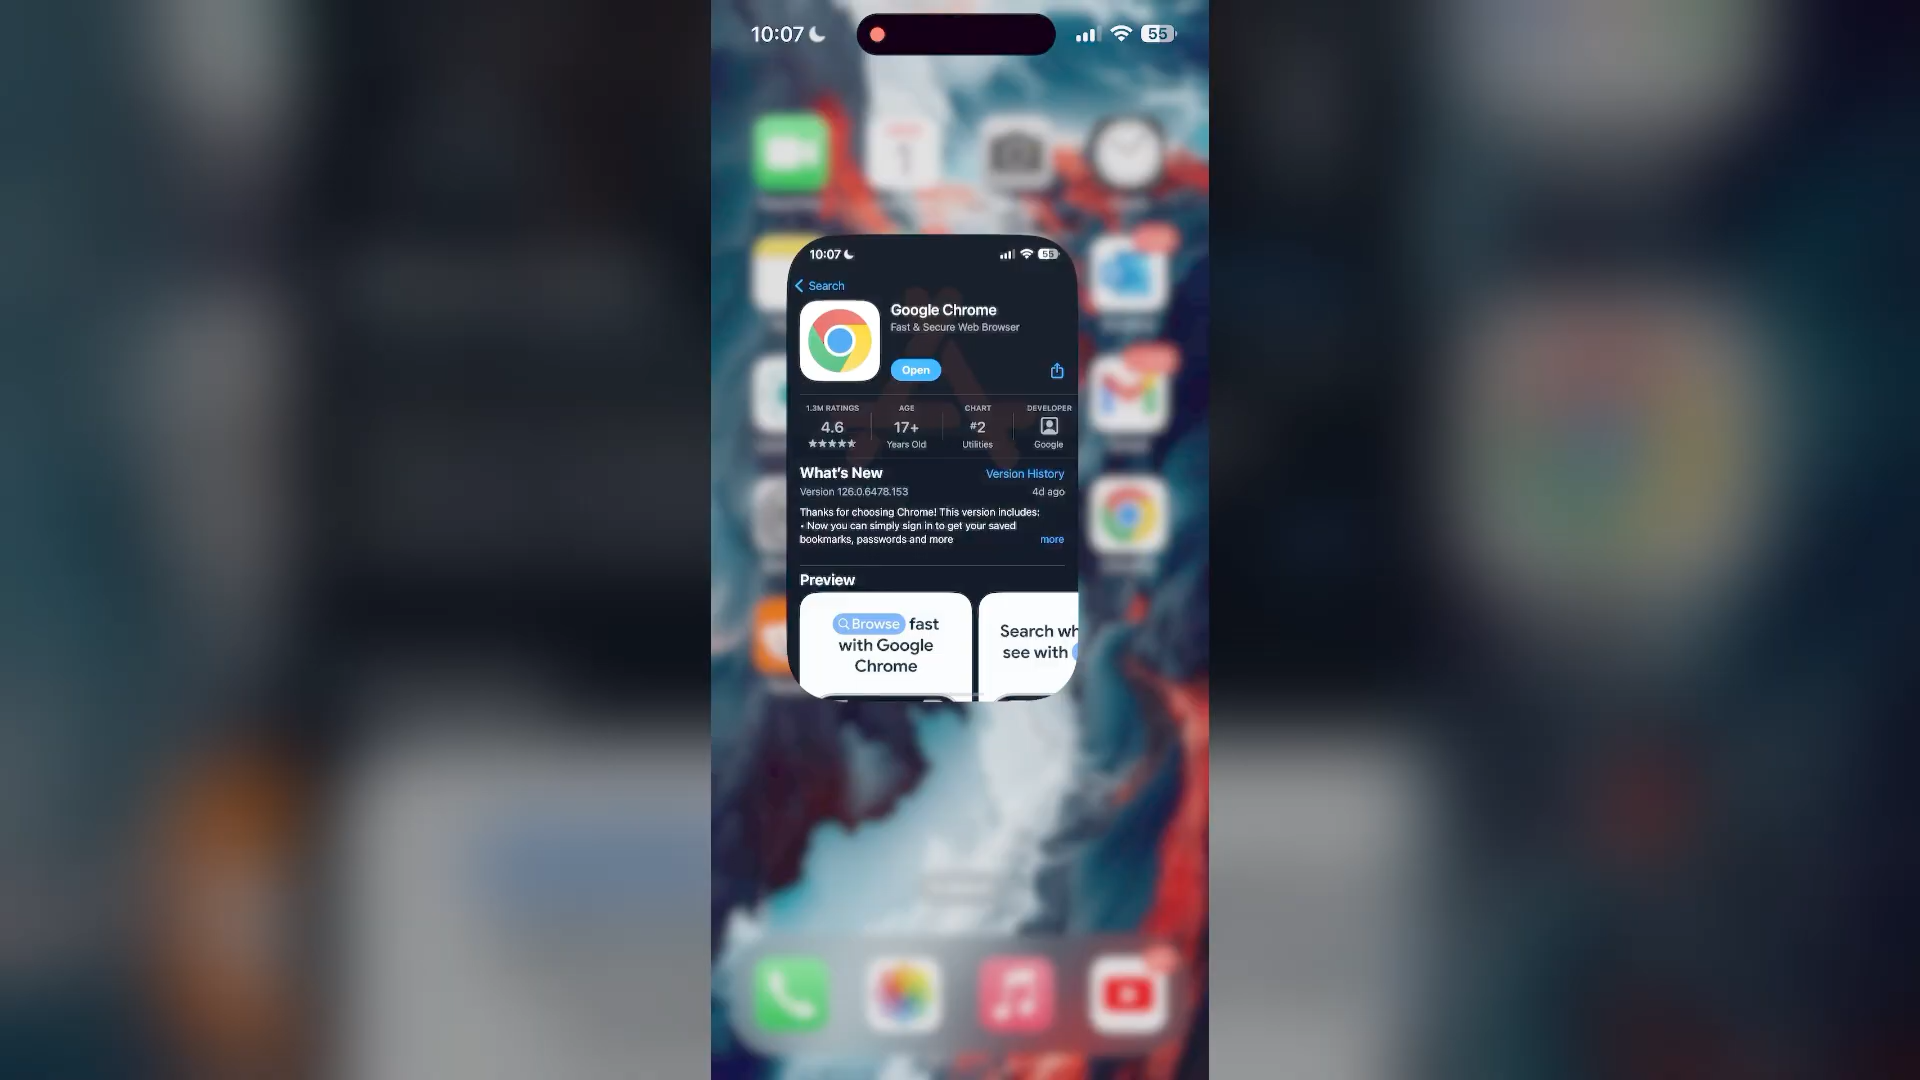 10:07
55
10:07
55
Search
Google Chrome
Fast & Secure Web Browser
Open
1.3M RATINGS
AGE
CHART
DEVELOPER
4.6
17+
#2
★★★★★
Years Old
Utilities
Google
What's New
Version History
Version 126.0.6478.153
4d ago
Thanks for choosing Chrome! This version includes:
• Now you can simply sign in to get your saved
bookmarks, passwords and more
more
Preview
Browse fast
with Google
Chrome
Search wh
see with
1